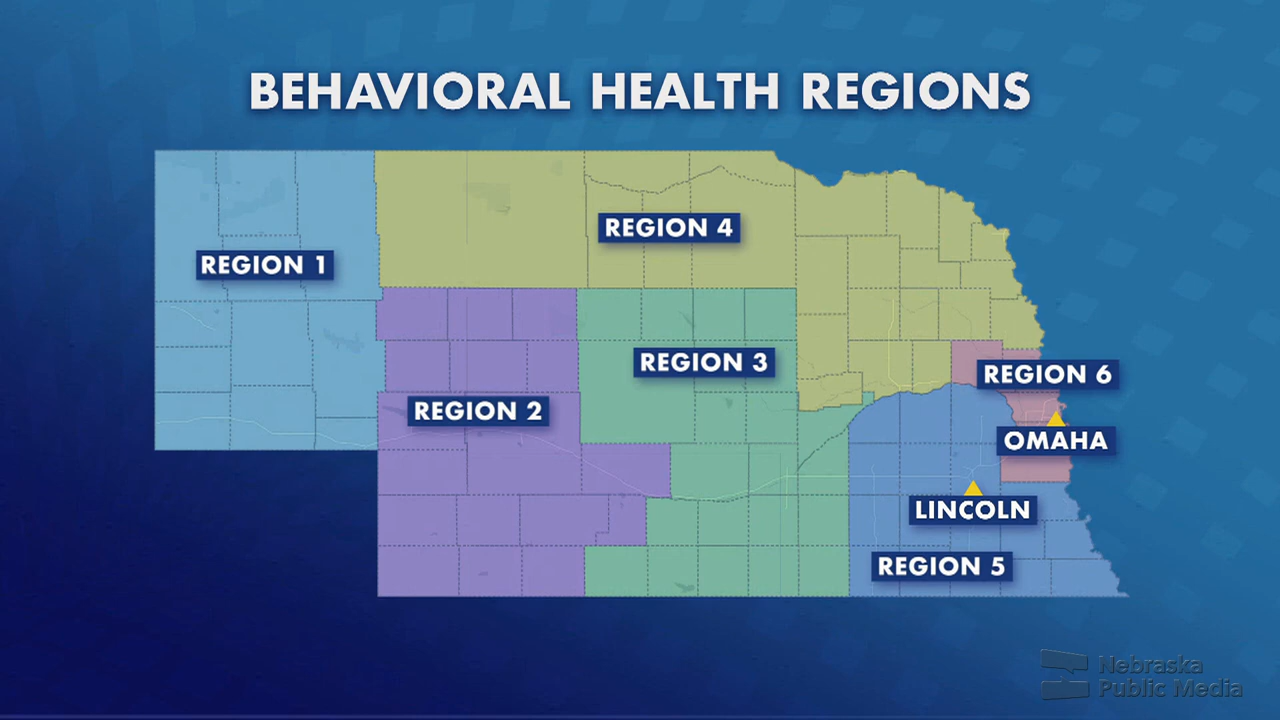 BEHAVIORAL HEALTH REGIONS
REGION 4
REGION 1
REGION 3
REGION 6
REGION 2
OMAHA
LINCOLN
REGION 5
Nebraska
Public Media